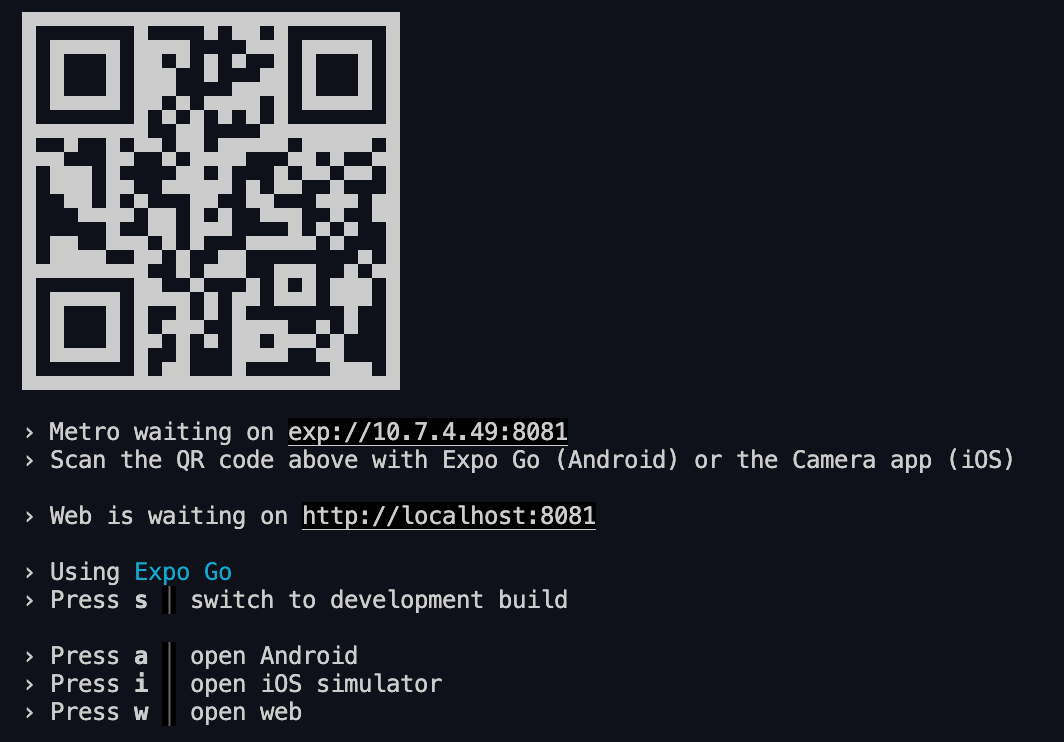 › Metro waiting on exp://10.7.4.49:8081
› Scan the QR code above with Expo Go (Android) or the Camera app (iOS)
› Web is waiting on http://localhost:8081
› Using Expo Go
› Press s │ switch to development build
› Press a │ open Android
› Press i │ open iOS simulator
› Press w │ open web